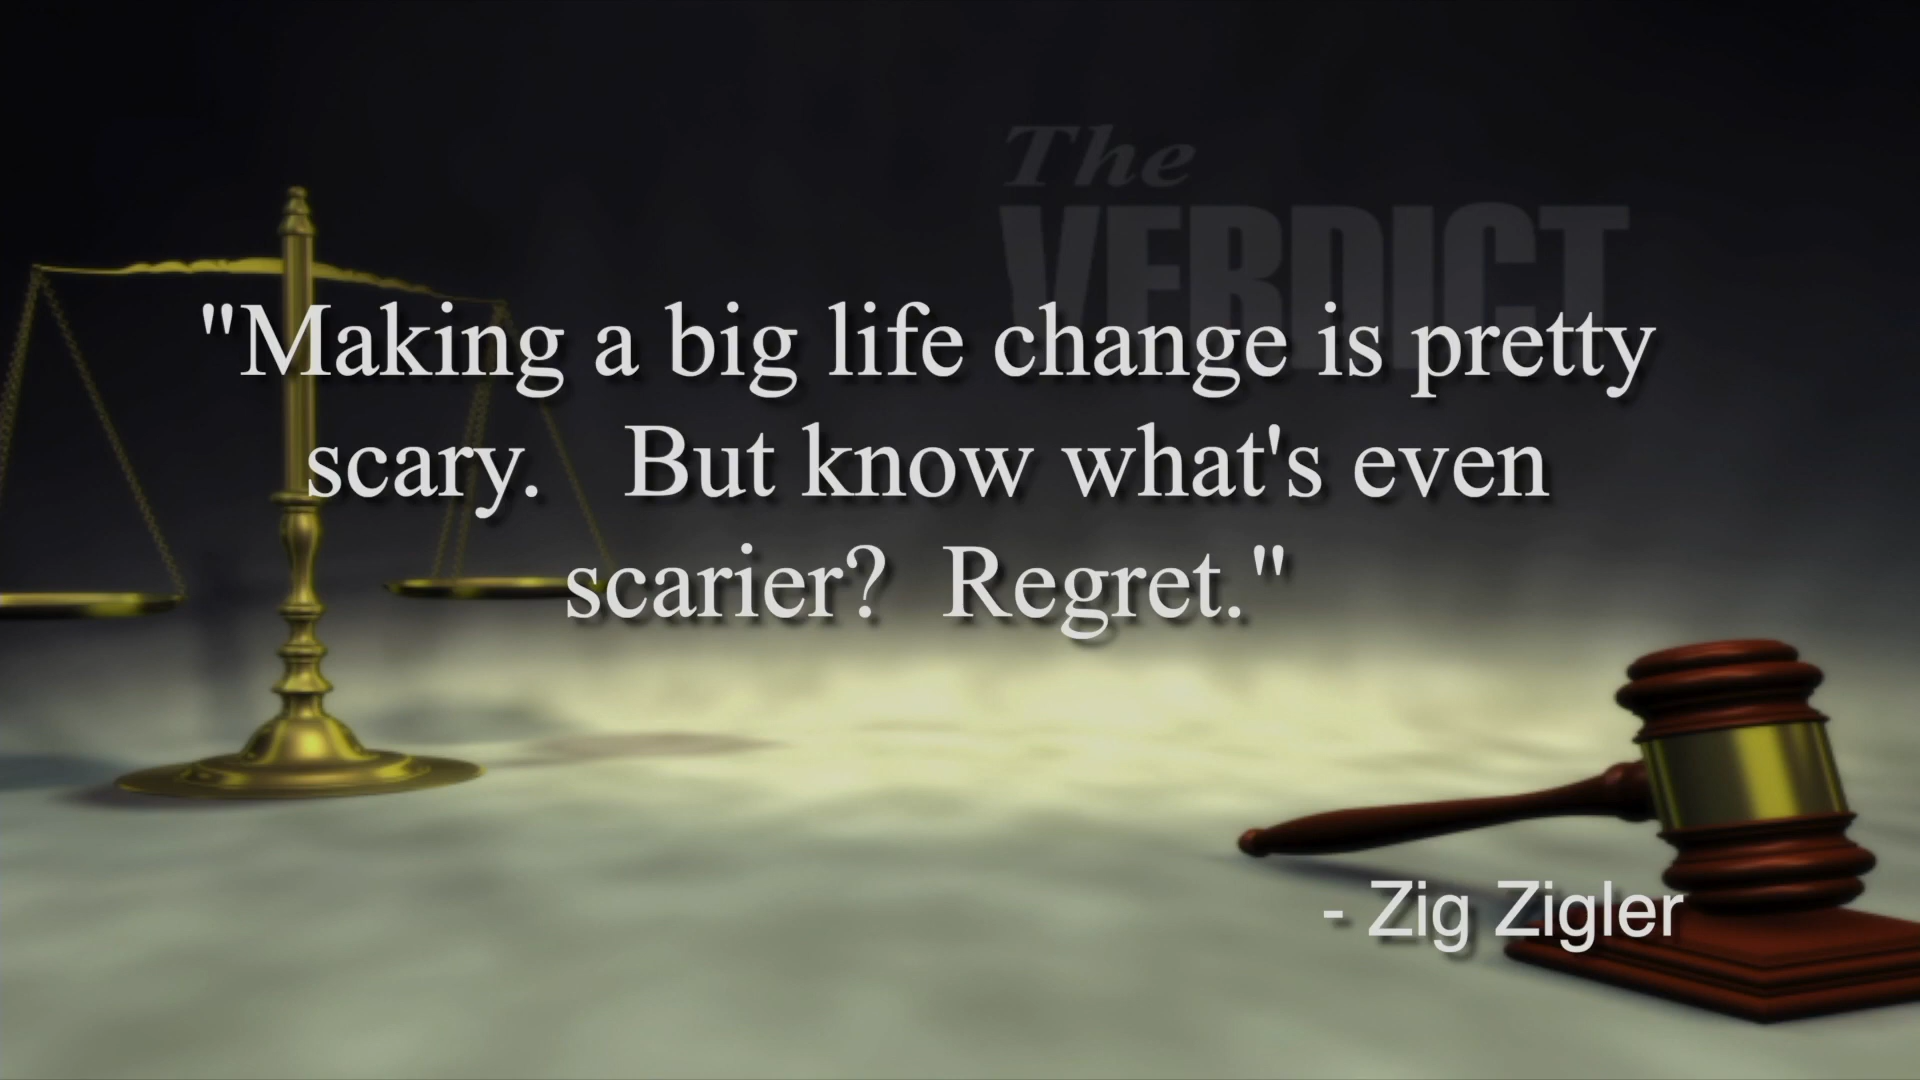 The
VERDICT
"Making a big life change is pretty
scary.   But know what's even
scarier?  Regret."
- Zig Zigler